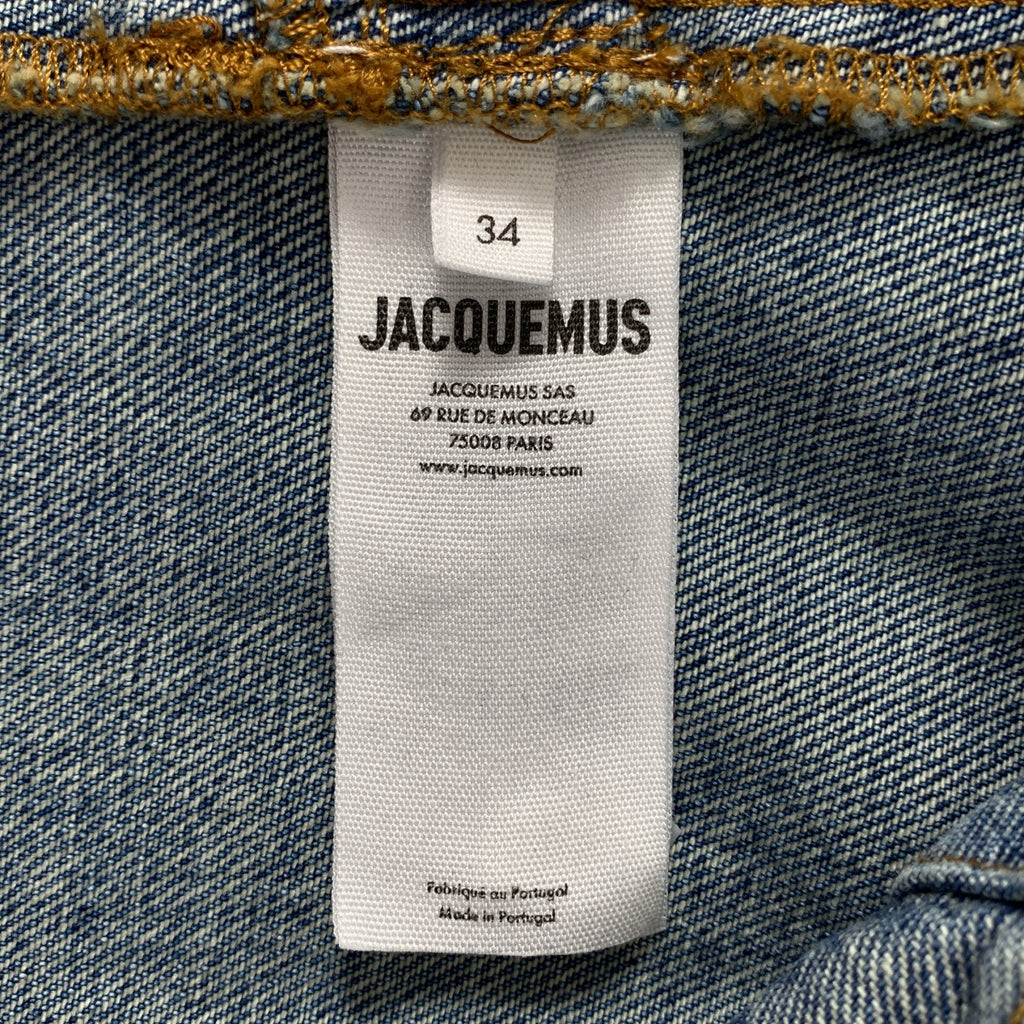 34
JACQUEMUS
JACQUEMUS SAS
69 RUE DE MONCEAU
75008 PARIS
www.jacquemus.com
Fabriqué au Portugal
Made in Portugal